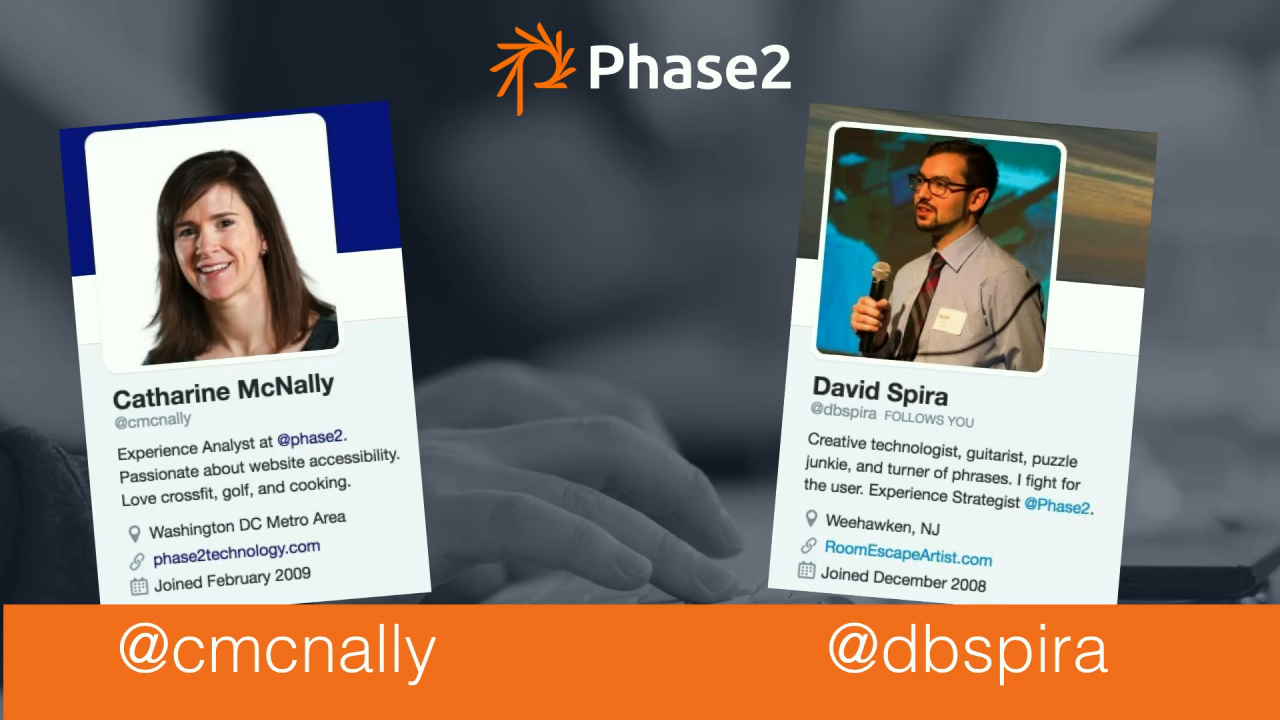 Phase2
Catharine McNally
@cmcnally
Experience Analyst at @phase2.
Passionate about website accessibility.
Love crossfit, golf, and cooking.
Washington DC Metro Area
phase2technology.com
Joined February 2009
David Spira
@dbspira FOLLOWS YOU
Creative technologist, guitarist, puzzle
junkie, and turner of phrases. I fight for
the user. Experience Strategist @Phase2.
Weehawken, NJ
RoomEscapeArtist.com
Joined December 2008
@cmcnally
@dbspira